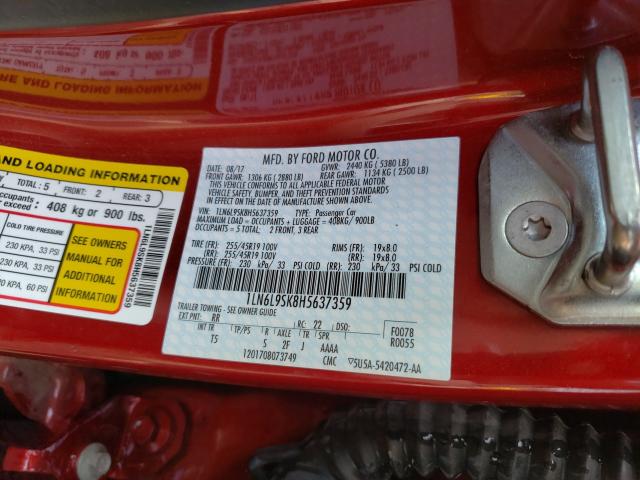 AND LOADING INFORMATION
TOTAL : 5 FRONT: 2 REAR: 3
408 kg or 900 lbs.
COLD TIRE PRESSURE
230 KPA, 33 PSI
230 KPA, 33 PSI
KPA, 60 PSI
SEE OWNERS
MANUAL FOR
ADDITIONAL
INFORMATION
1LN6L9SK8H5637359
MFD. BY FORD MOTOR CO.
DATE: 08/17 GVWR: 2440 KG ( 5380 LB)
FRONT GAWR: 1306 KG (2880 LB) REAR GAWR: 1134 KG ( 2500 LB)
THIS VEHICLE CONFORMS TO ALL APPLICABLE FEDERAL MOTOR
VEHICLE SAFETY, BUMPER, AND THEFT PREVENTION STANDARDS
IN EFFECT ON THE DATE OF MANUFACTURE SHOWN ABOVE.
VIN: 1LN6L9SK8H5637359 TYPE: Passenger Car
MAXIMUM LOAD = OCCUPANTS + LUGGAGE = 408KG/ 900LB
OCCUPANTS = 5 TOTAL: 2 FRONT, 3 REAR
TIRE (FR): 255/45R19 100V RIMS (FR): 19x8.0
(RR): 255/45R19 100V (RR): 19x8.0
PRESSURE (FR): 230 kPa/ 33 PSI COLD (RR): 230 kPa/ 33 PSI COLD
1LN6L9SK8H5637359
TRAILER TOWING - SEE OWNER GUIDE
EXT PNT: RR RC: 22 DSO: F0078
INT TR TP/PS R AXLE TR SPR R0055
T5 S 2F J AAAA
1201708073749 CMC 5U5A-5420472-AA